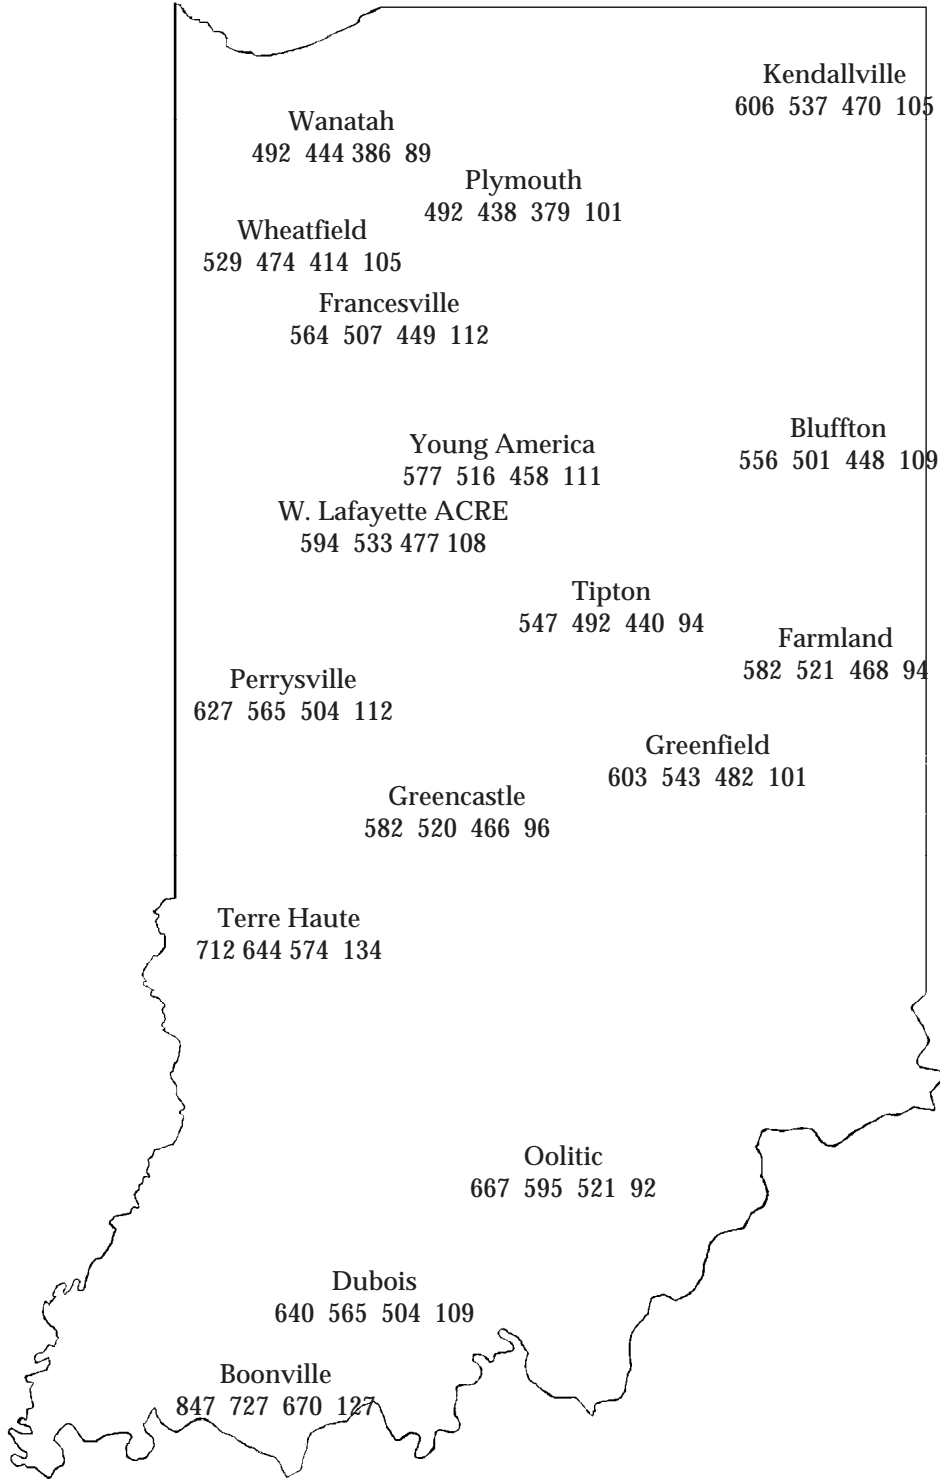 Kendallville
606 537 470 105
Wanatah
492 444 386 89
Plymouth
492 438 379 101
Wheatfield
529 474 414 105
Francesville
564 507 449 112
Bluffton
556 501 448 109
Young America
577 516 458 111
W. Lafayette ACRE
594 533 477 108
Tipton
547 492 440 94
Farmland
582 521 468 94
Perrysville
627 565 504 112
Greenfield
603 543 482 101
Greencastle
582 520 466 96
Terre Haute
712 644 574 134
Oolitic
667 595 521 92
Dubois
640 565 504 109
Boonville
847 727 670 127